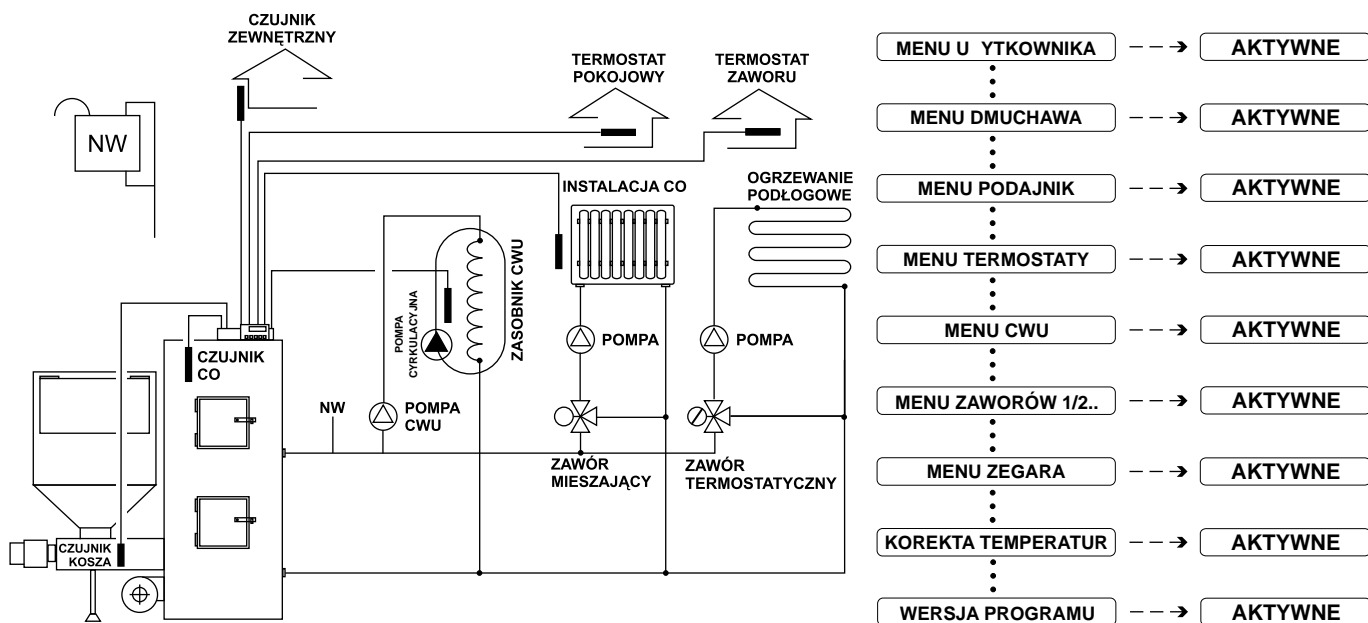 CZUJNIK
ZEWNĘTRZNY
NW
TERMOSTAT
POKOJOWY
TERMOSTAT
ZAWORU
INSTALACJA CO
OGRZEWANIE
PODŁOGOWE
POMPA
CYRKULACYJNA
ZASOBNIK CWU
CZUJNIK
CO
NW
POMPA
CWU
POMPA
POMPA
ZAWÓR
MIESZAJĄCY
ZAWÓR
TERMOSTATYCZNY
CZUJNIK
KOSZA
MENU U YTKOWNIKA
AKTYWNE
MENU DMUCHAWA
AKTYWNE
MENU PODAJNIK
AKTYWNE
MENU TERMOSTATY
AKTYWNE
MENU CWU
AKTYWNE
MENU ZAWORÓW 1/2..
AKTYWNE
MENU ZEGARA
AKTYWNE
KOREKTA TEMPERATUR
AKTYWNE
WERSJA PROGRAMU
AKTYWNE